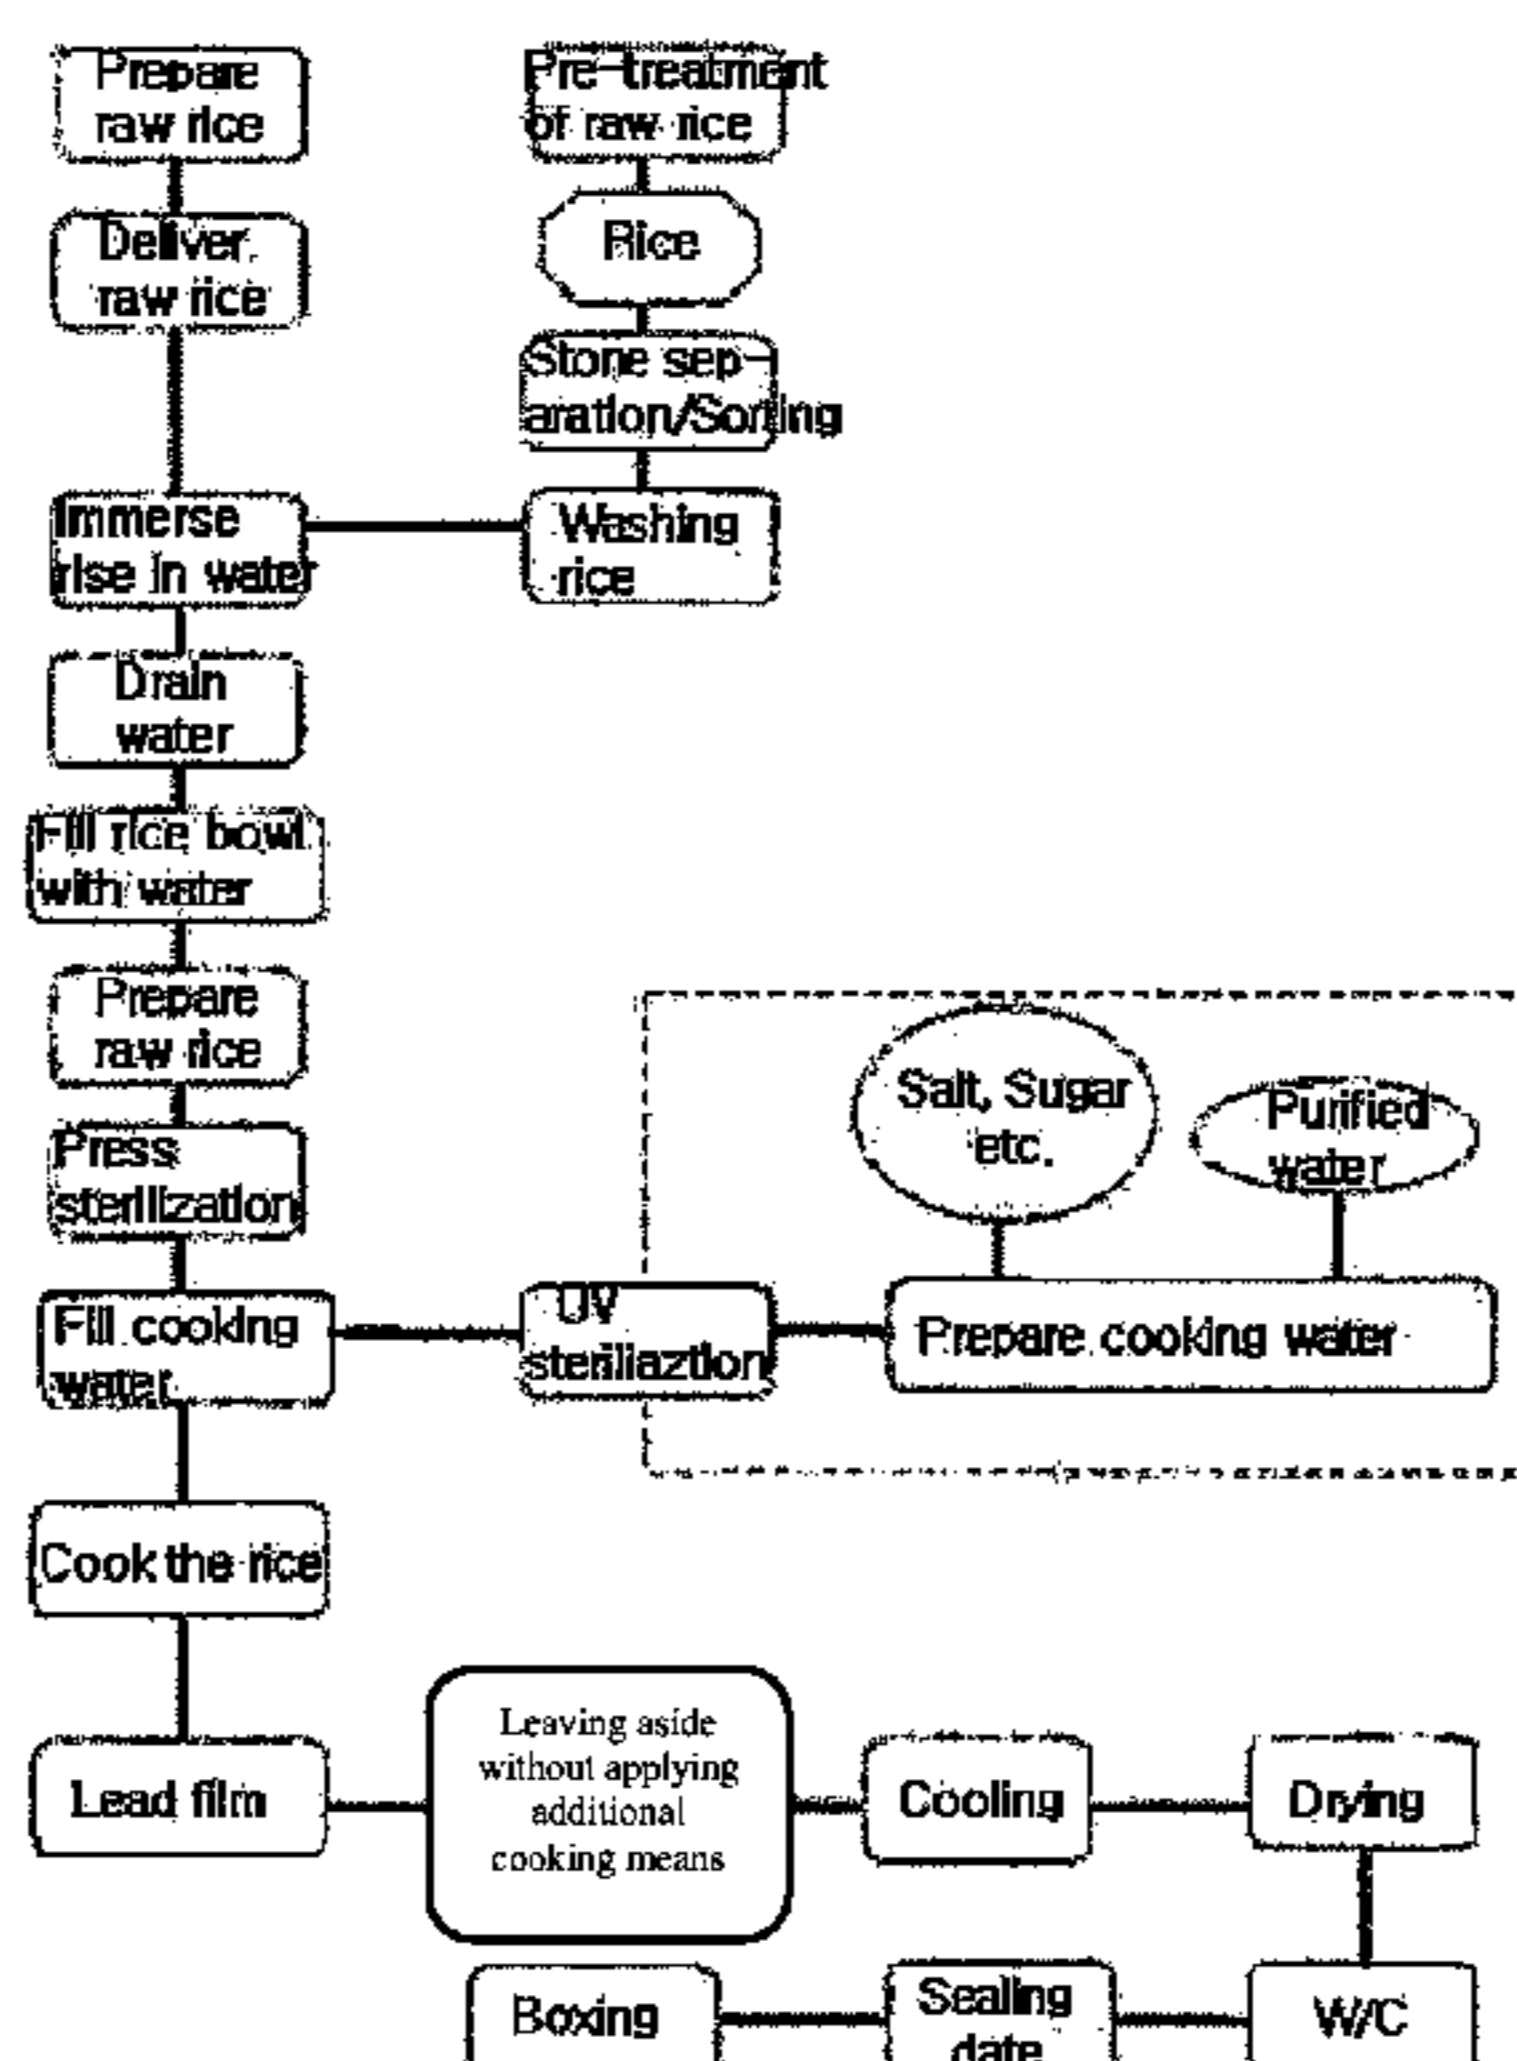 Prepare
raw rice
Pre-treatment
of raw rice
Deliver
raw rice
Rice
Stone sep-
aration/Sorting
Immerse
rise in water
Washing
rice
Drain
water
Fill rice bowl
with water
Prepare
raw rice
Press
sterilization
Salt, Sugar
etc.
Purified
water
Fill cooking
water
UV
steriliaztion
Prepare cooking water
Cook the rice
Lead film
Leaving aside
without applying
additional
cooking means
Cooling
Drying
Boxing
Sealing
date
W/C